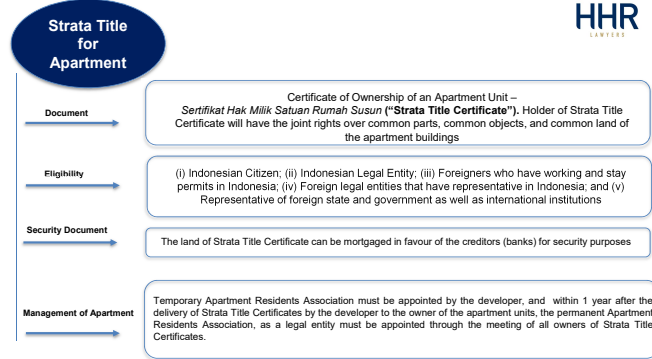 Strata Title
for
Apartment
HHR
LAWYERS
Document
Certificate of Ownership of an Apartment Unit –
Sertifikat Hak Milik Satuan Rumah Susun (“Strata Title Certificate”). Holder of Strata Title
Certificate will have the joint rights over common parts, common objects, and common land of
the apartment buildings
Eligibility
(i) Indonesian Citizen; (ii) Indonesian Legal Entity; (iii) Foreigners who have working and stay
permits in Indonesia; (iv) Foreign legal entities that have representative in Indonesia; and (v)
Representative of foreign state and government as well as international institutions
Security Document
The land of Strata Title Certificate can be mortgaged in favour of the creditors (banks) for security purposes
Management of Apartment
Temporary Apartment Residents Association must be appointed by the developer, and within 1 year after the
delivery of Strata Title Certificates by the developer to the owner of the apartment units, the permanent Apartment
Residents Association, as a legal entity must be appointed through the meeting of all owners of Strata Title
Certificates.